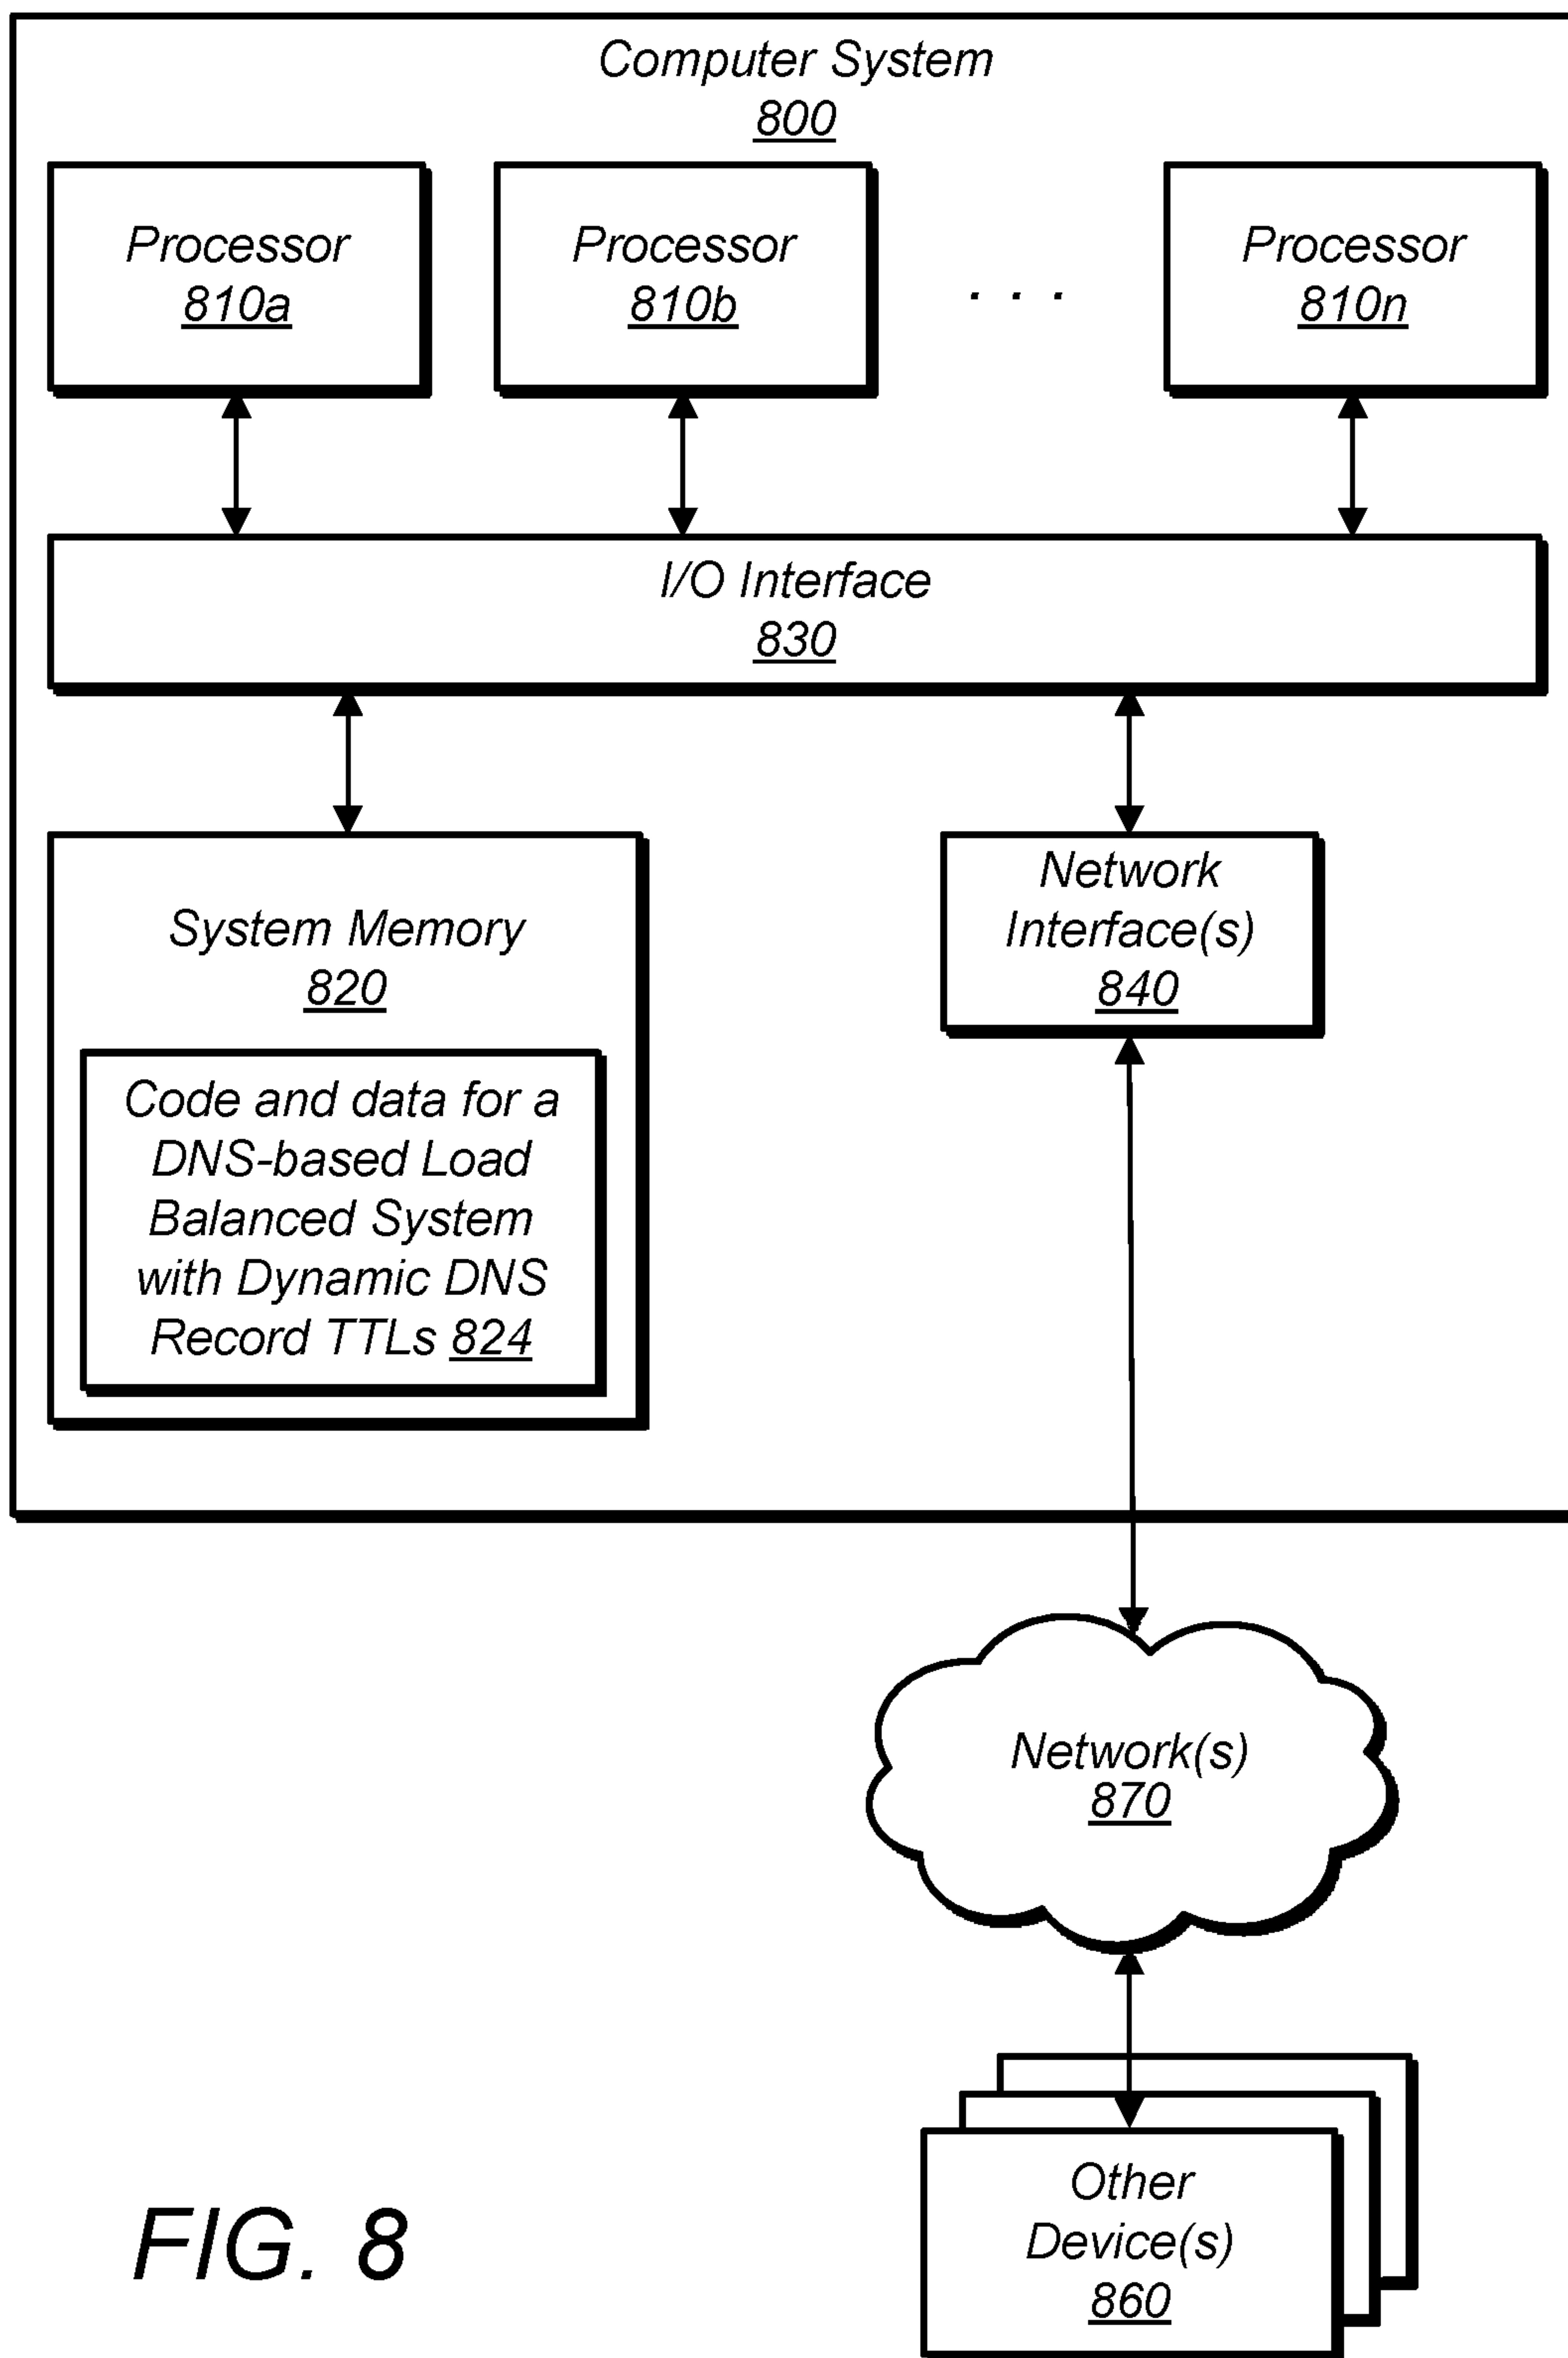 Computer System
800
Processor
810a
Processor
810b
. . .
Processor
810n
I/O Interface
830
System Memory
820
Code and data for a
DNS-based Load
Balanced System
with Dynamic DNS
Record TTLs 824
Network
Interface(s)
840
Network(s)
870
Other
Device(s)
860
FIG. 8